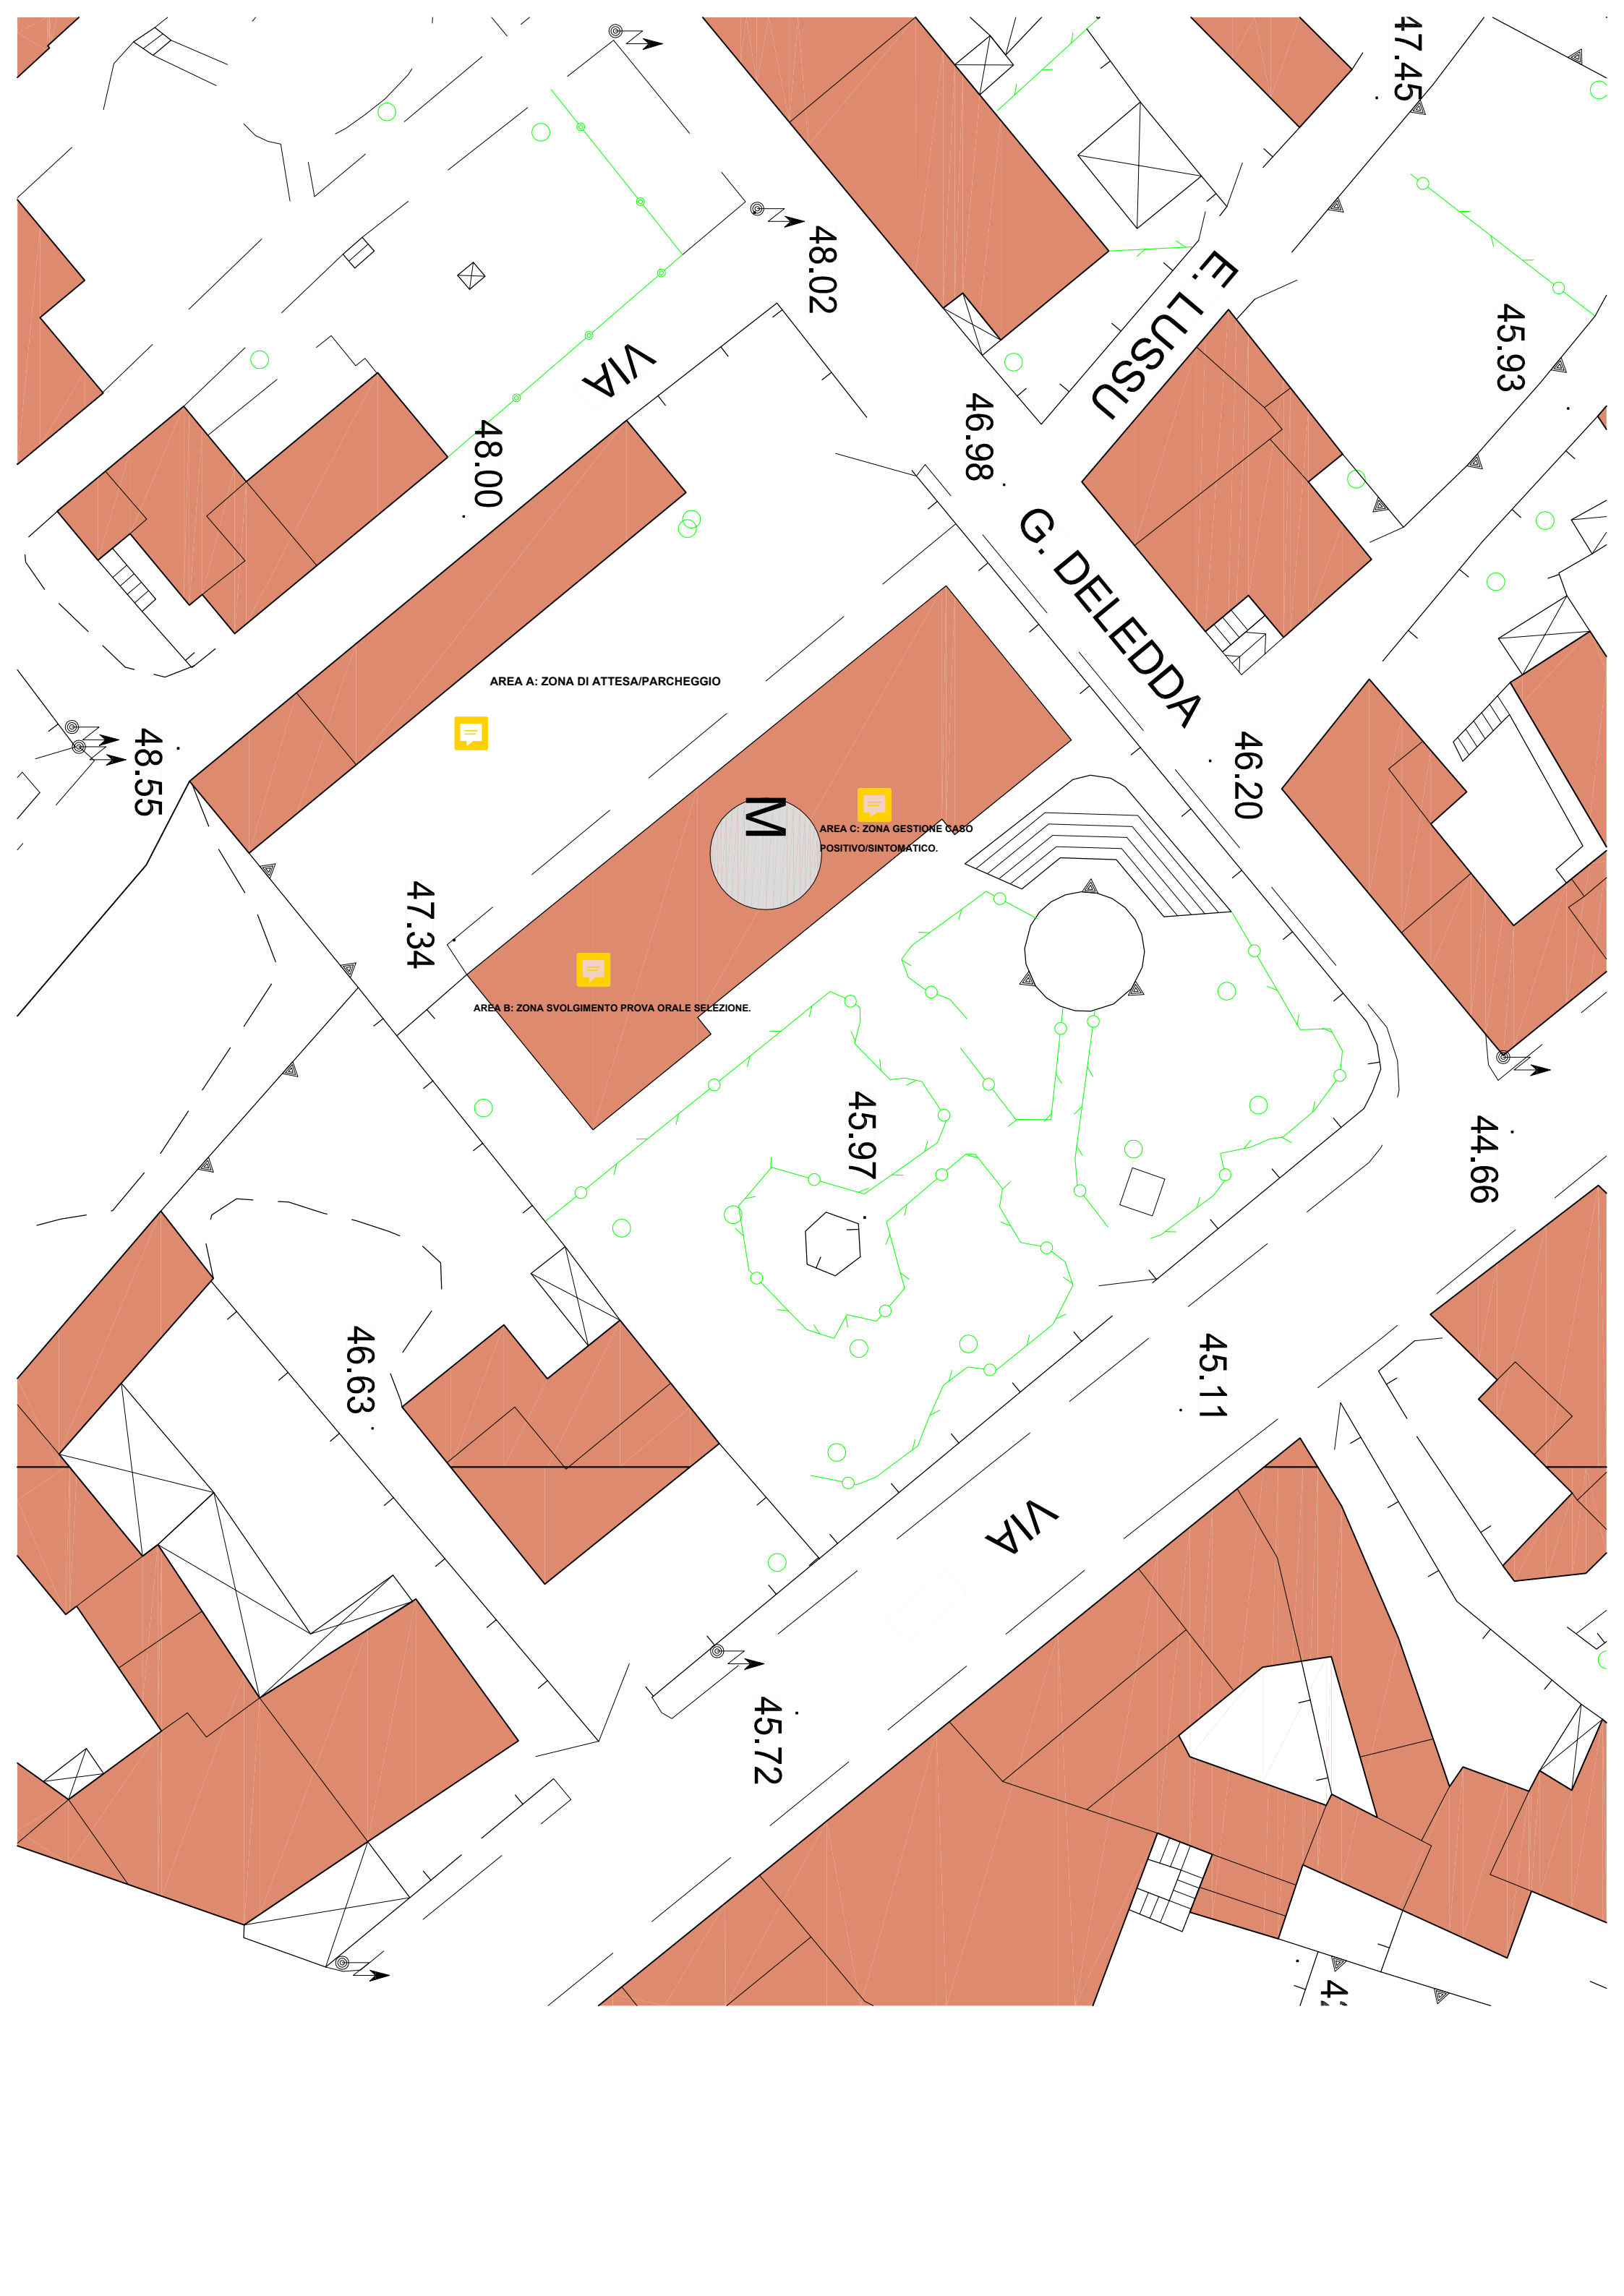 47.45
48.02
E. LUSSU
45.93
VIA
46.98
48.00
G. DELEDDA
AREA A: ZONA DI ATTESA/PARCHEGGIO
48.55
46.20
M
AREA C: ZONA GESTIONE CASO
POSITIVO/SINTOMATICO.
47.34
AREA B: ZONA SVOLGIMENTO PROVA ORALE SELEZIONE.
45.97
44.66
46.63
45.11
VIA
45.72